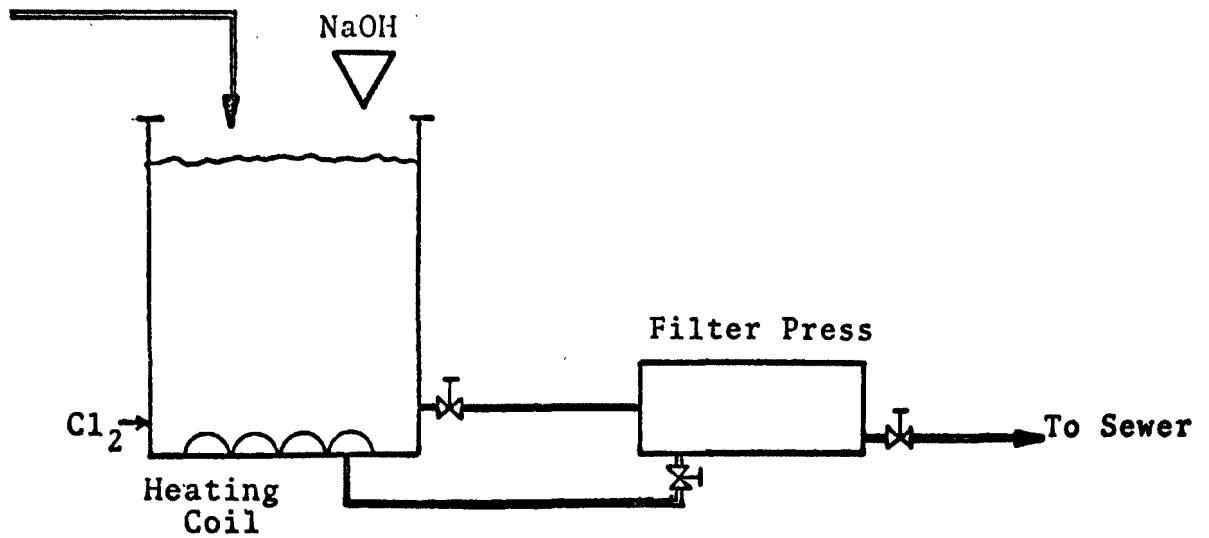 NaOH
Filter Press
Cl₂
To Sewer
Heating
Coil